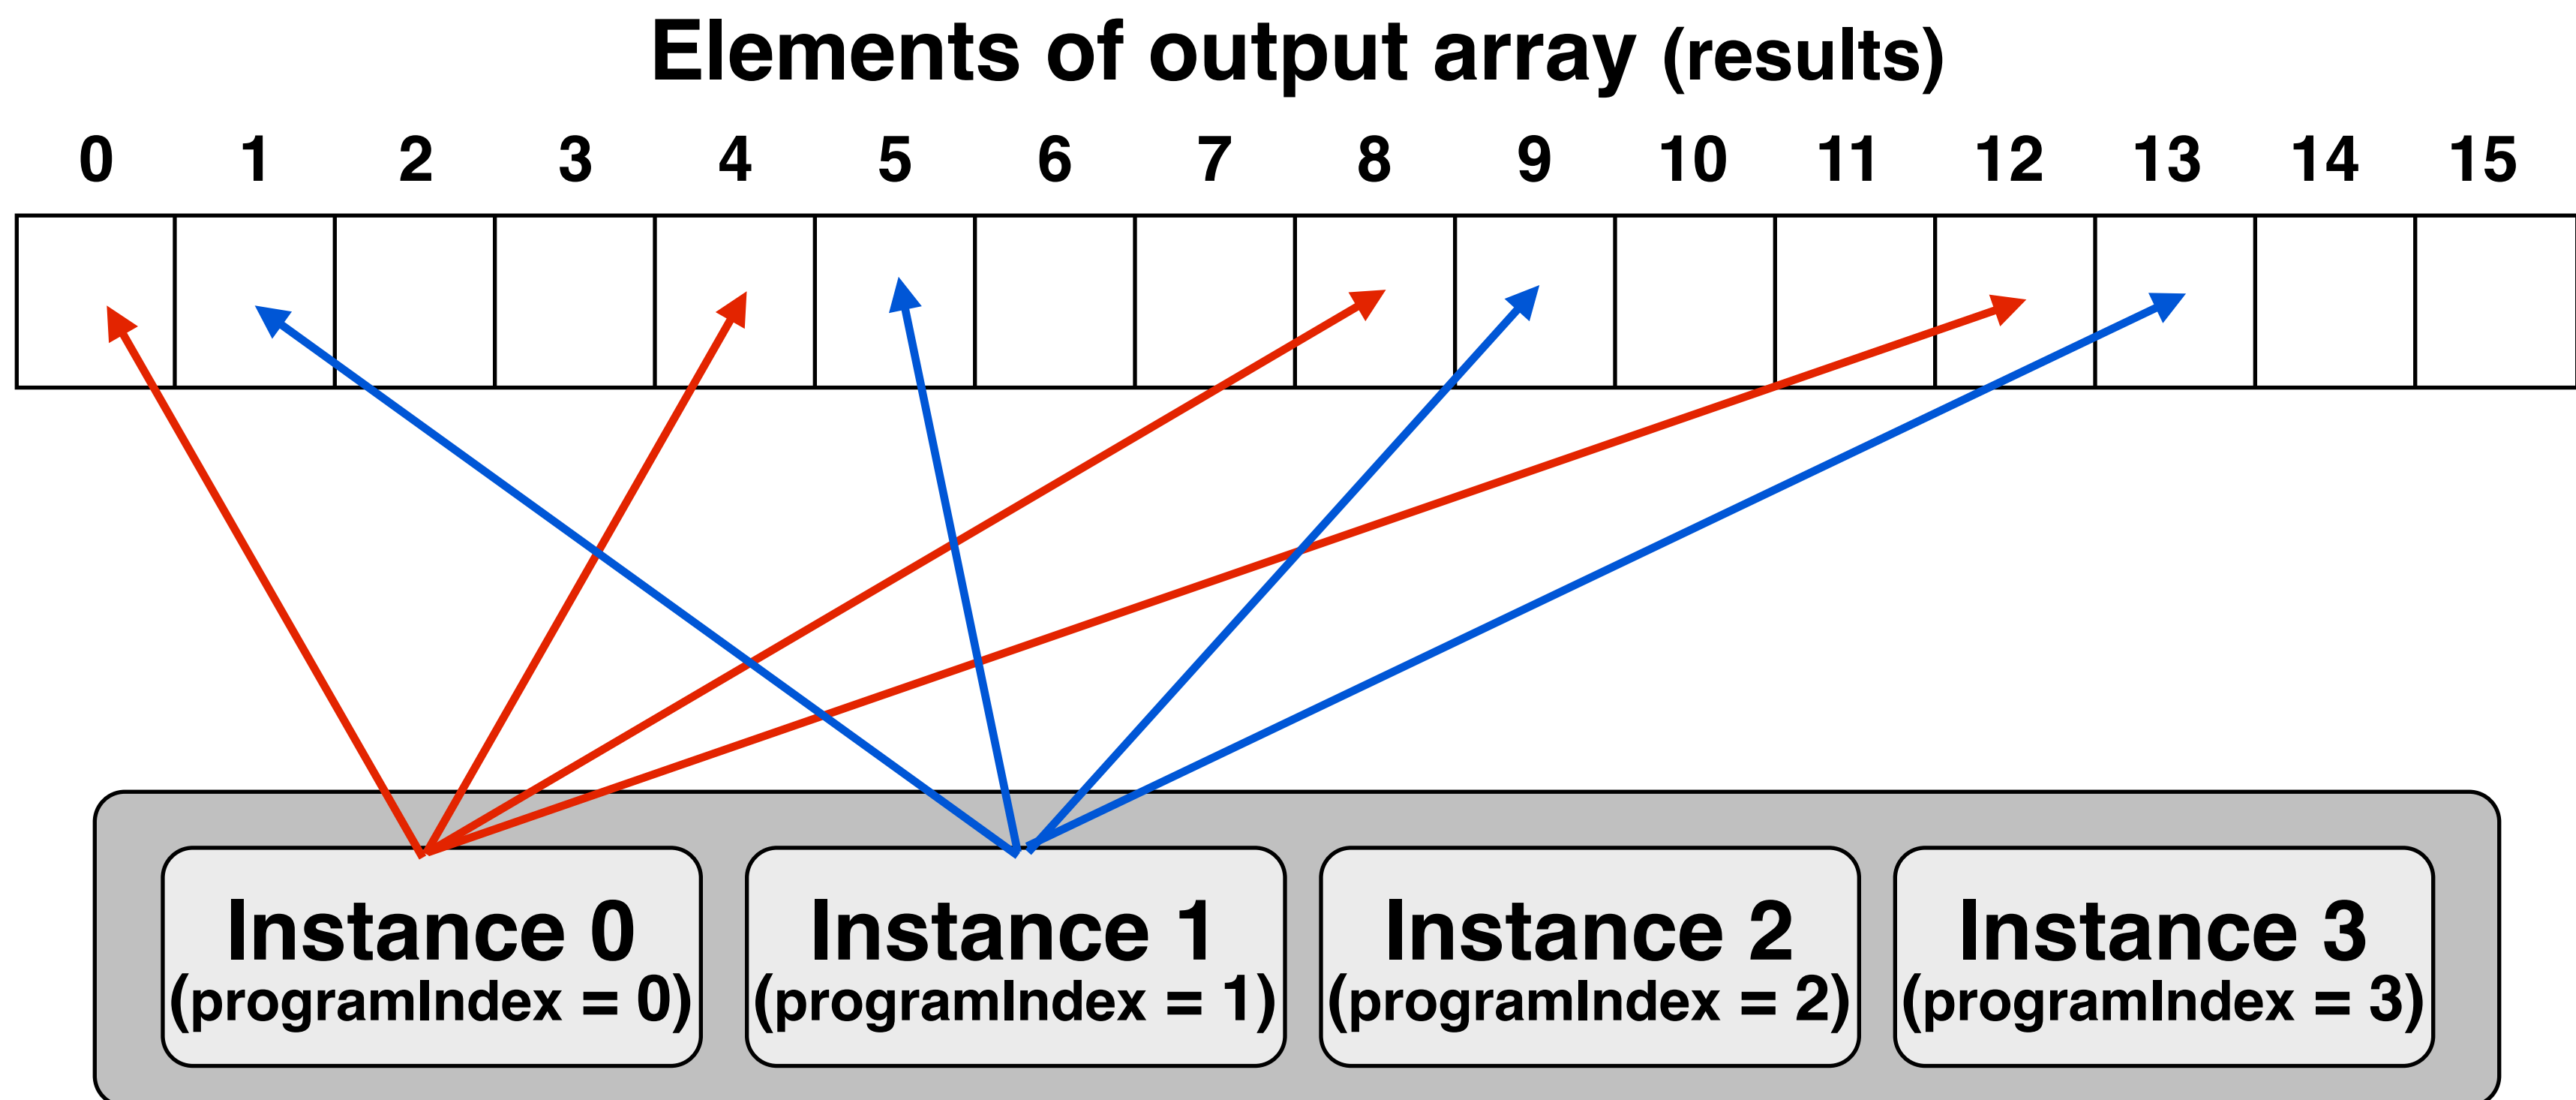 Elements of output array (results)
0 1 2 3 4 5 6 7 8 9 10 11 12 13 14 15
Instance 0
(programIndex = 0)
Instance 1
(programIndex = 1)
Instance 2
(programIndex = 2)
Instance 3
(programIndex = 3)